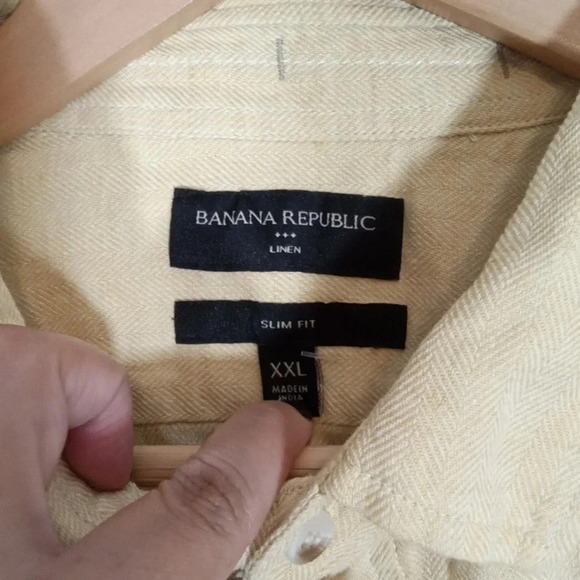 BANANA REPUBLIC
LINEN
SLIM FIT
XXL
MADE IN
INDIA